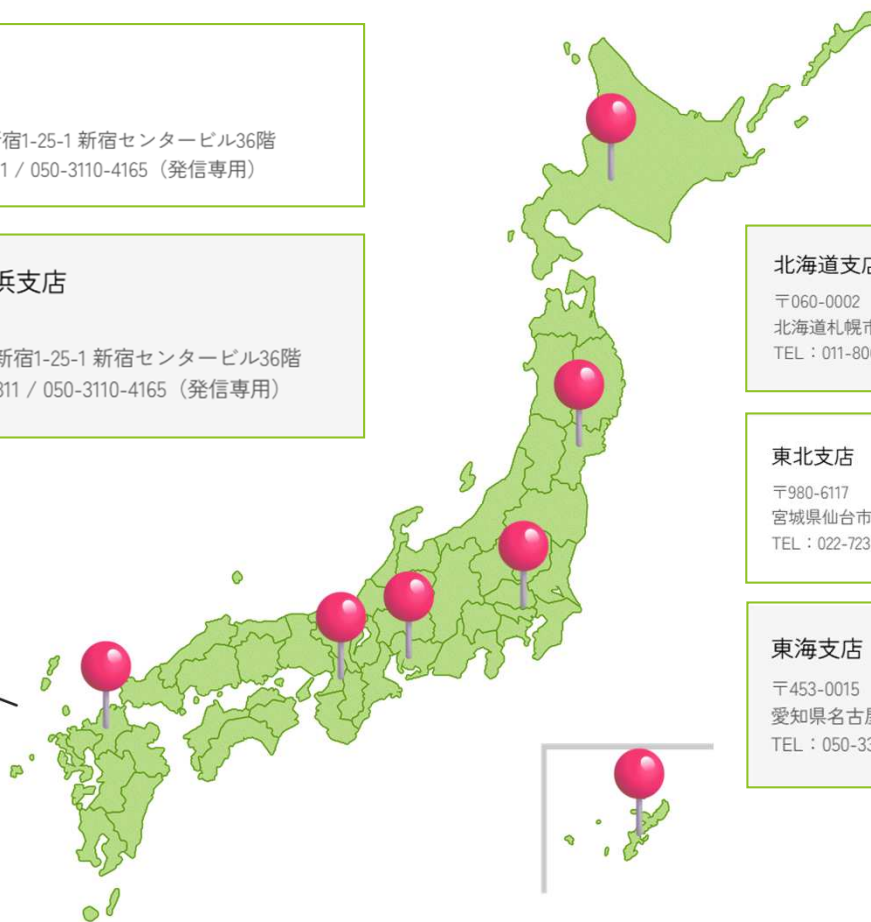 宿1-25-1 新宿センタービル36階
1 / 050-3110-4165（発信専用）
浜支店
新宿1-25-1 新宿センタービル36階
311 / 050-3110-4165（発信専用）
北海道支店
〒060-0002
北海道札幌市
TEL：011-80
東北支店
〒980-6117
宮城県仙台市
TEL：022-723
東海支店
〒453-0015
愛知県名古屋
TEL：050-33